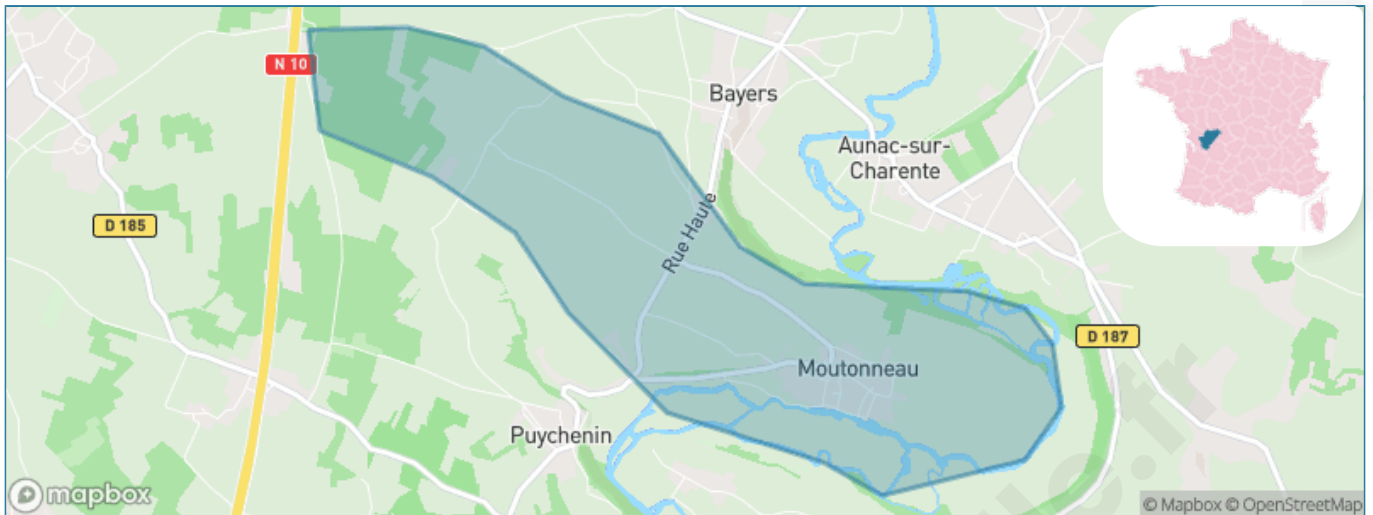 N 10
Bayers
Aunac-sur-
Charente
D 185
Rue Haute
D 187
Moutonneau
Puychenin
mapbox
© Mapbox © OpenStreetMap